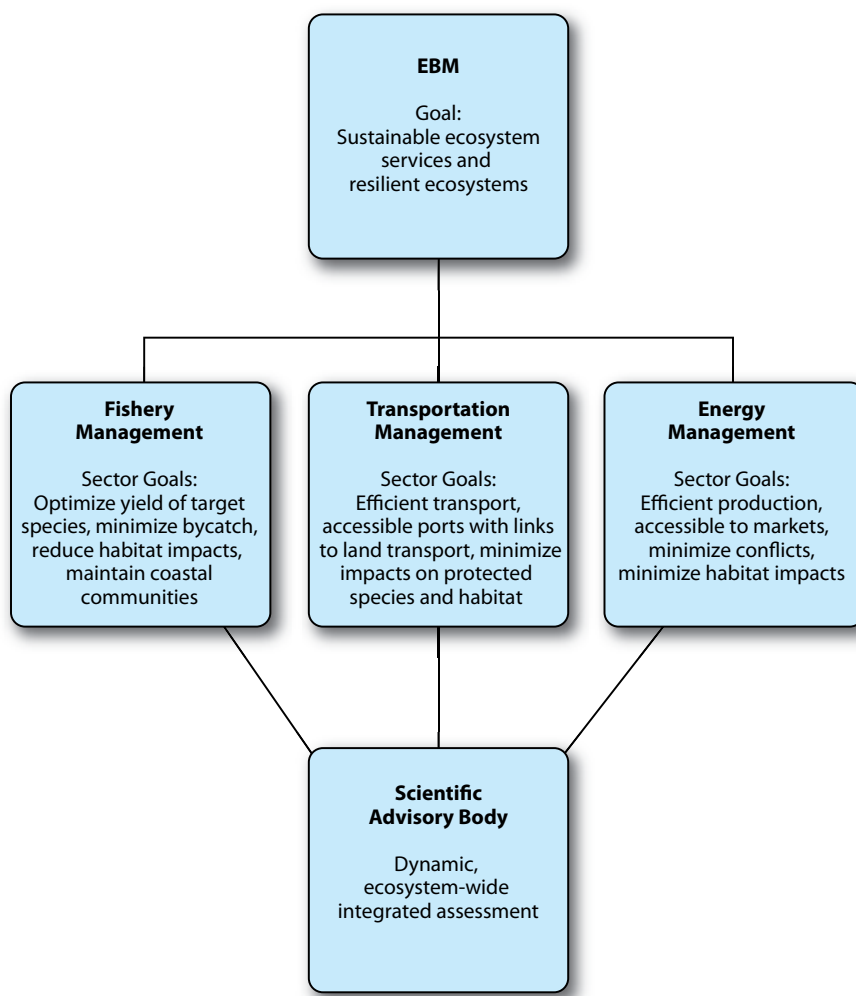 EBM
Goal:
Sustainable ecosystem
services and
resilient ecosystems
Fishery
Management
Sector Goals:
Optimize yield of target
species, minimize bycatch,
reduce habitat impacts,
maintain coastal
communities
Transportation
Management
Sector Goals:
Efficient transport,
accessible ports with links
to land transport, minimize
impacts on protected
species and habitat
Energy
Management
Sector Goals:
Efficient production,
accessible to markets,
minimize conflicts,
minimize habitat impacts
Scientific
Advisory Body
Dynamic,
ecosystem-wide
integrated assessment